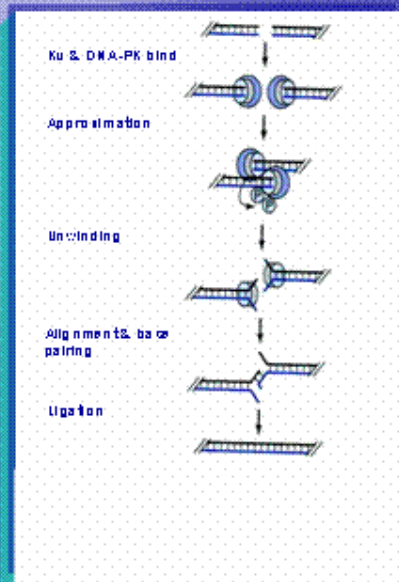 Ku & DNA-PK bind
Approximation
Unwinding
Alignment & base
pairing
Ligation